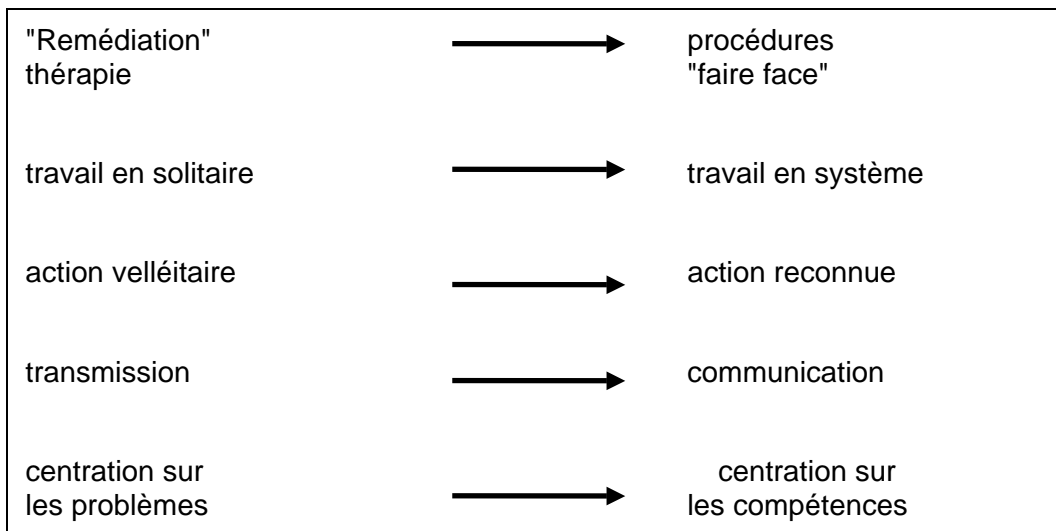 "Remédiation" procédures
thérapie "faire face"
travail en solitaire travail en système
action velléitaire action reconnue
transmission communication
centration sur centration sur
les problèmes les compétences